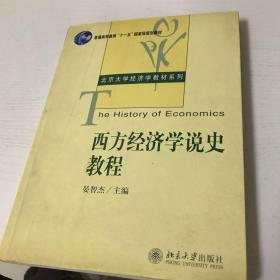 普通高等教育“十一五”国家级规划教材
北京大学经济学教材系列
The History of Economics
西方经济学说史
教程
晏智杰／主编
北京大学出版社